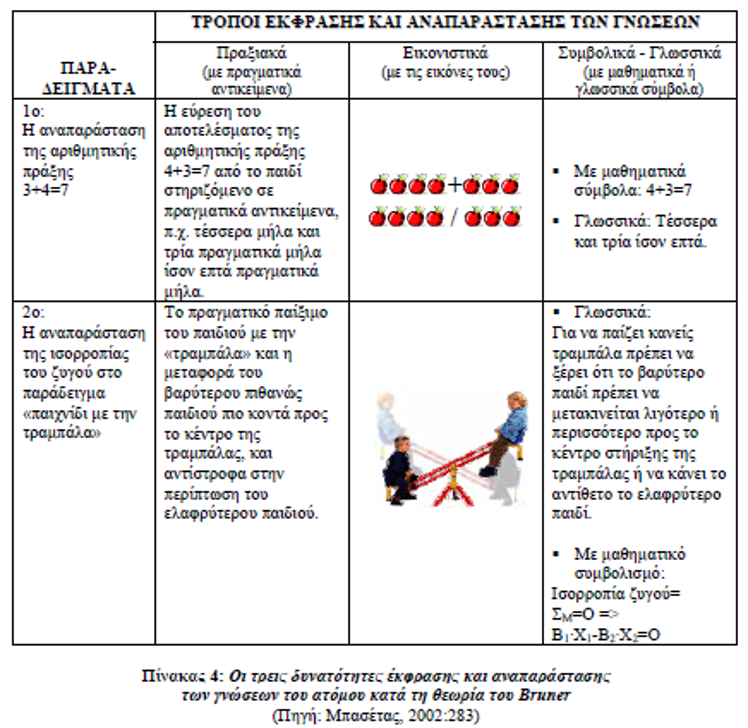 ΤΡΟΠΟΙ ΕΚΦΡΑΣΗΣ ΚΑΙ ΑΝΑΠΑΡΑΣΤΑΣΗΣ ΤΩΝ ΓΝΩΣΕΩΝ
ΠΑΡΑ-
ΔΕΙΓΜΑΤΑ
Πραξιακά
(με πραγματικά
αντικείμενα)
Εικονιστικά
(με τις εικόνες τους)
Συμβολικά - Γλωσσικά
(με μαθηματικά ή
γλωσσικά σύμβολα)
1ο:
Η αναπαράσταση
της αριθμητικής
πράξης
3+4=7
Η εύρεση του
αποτελέσματος της
αριθμητικής πράξης
4+3=7 από το παιδί
στηριζόμενο σε
πραγματικά αντικείμενα,
π.χ. τέσσερα μήλα και
τρία πραγματικά μήλα
ίσον επτά πραγματικά
μήλα.
+
/
▪ Με μαθηματικά
σύμβολα: 4+3=7
▪ Γλωσσικά: Τέσσερα
και τρία ίσον επτά.
2ο:
Η αναπαράσταση
της ισορροπίας
του ζυγού στο
παράδειγμα
«παιχνίδι με την
τραμπάλα»
Το πραγματικό παίξιμο
του παιδιού με την
«τραμπάλα» και η
μεταφορά του
βαρύτερου πιθανώς
παιδιού πιο κοντά προς
το κέντρο της
τραμπάλας, και
αντίστροφα στην
περίπτωση του
ελαφρύτερου παιδιού.
▪ Γλωσσικά:
Για να παίζει κανείς
τραμπάλα πρέπει να
ξέρει ότι το βαρύτερο
παιδί πρέπει να
μετακινείται λιγότερο ή
περισσότερο προς το
κέντρο στήριξης της
τραμπάλας ή να κάνει το
αντίθετο το ελαφρύτερο
παιδί.
▪ Με μαθηματικό
συμβολισμό:
Ισορροπία ζυγού=
Σ<sub>Μ</sub>=Ο =>
Β₁·Χ₁-Β₂·Χ₂=Ο
Πίνακας 4: Οι τρεις δυνατότητες έκφρασης και αναπαράστασης
των γνώσεων του ατόμου κατά τη θεωρία του Bruner
(Πηγή: Μπασέτας, 2002:283)